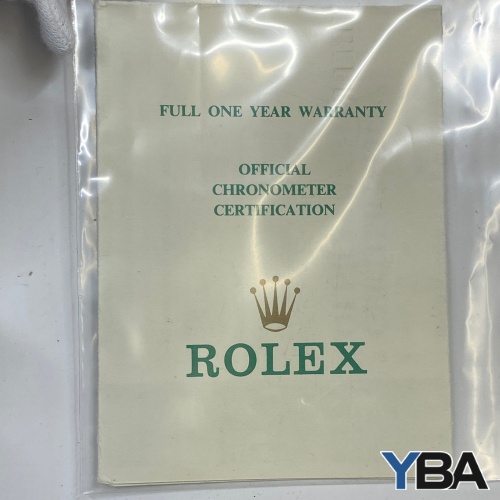 FULL ONE YEAR WARRANTY
OFFICIAL
CHRONOMETER
CERTIFICATION
ROLEX
YBA